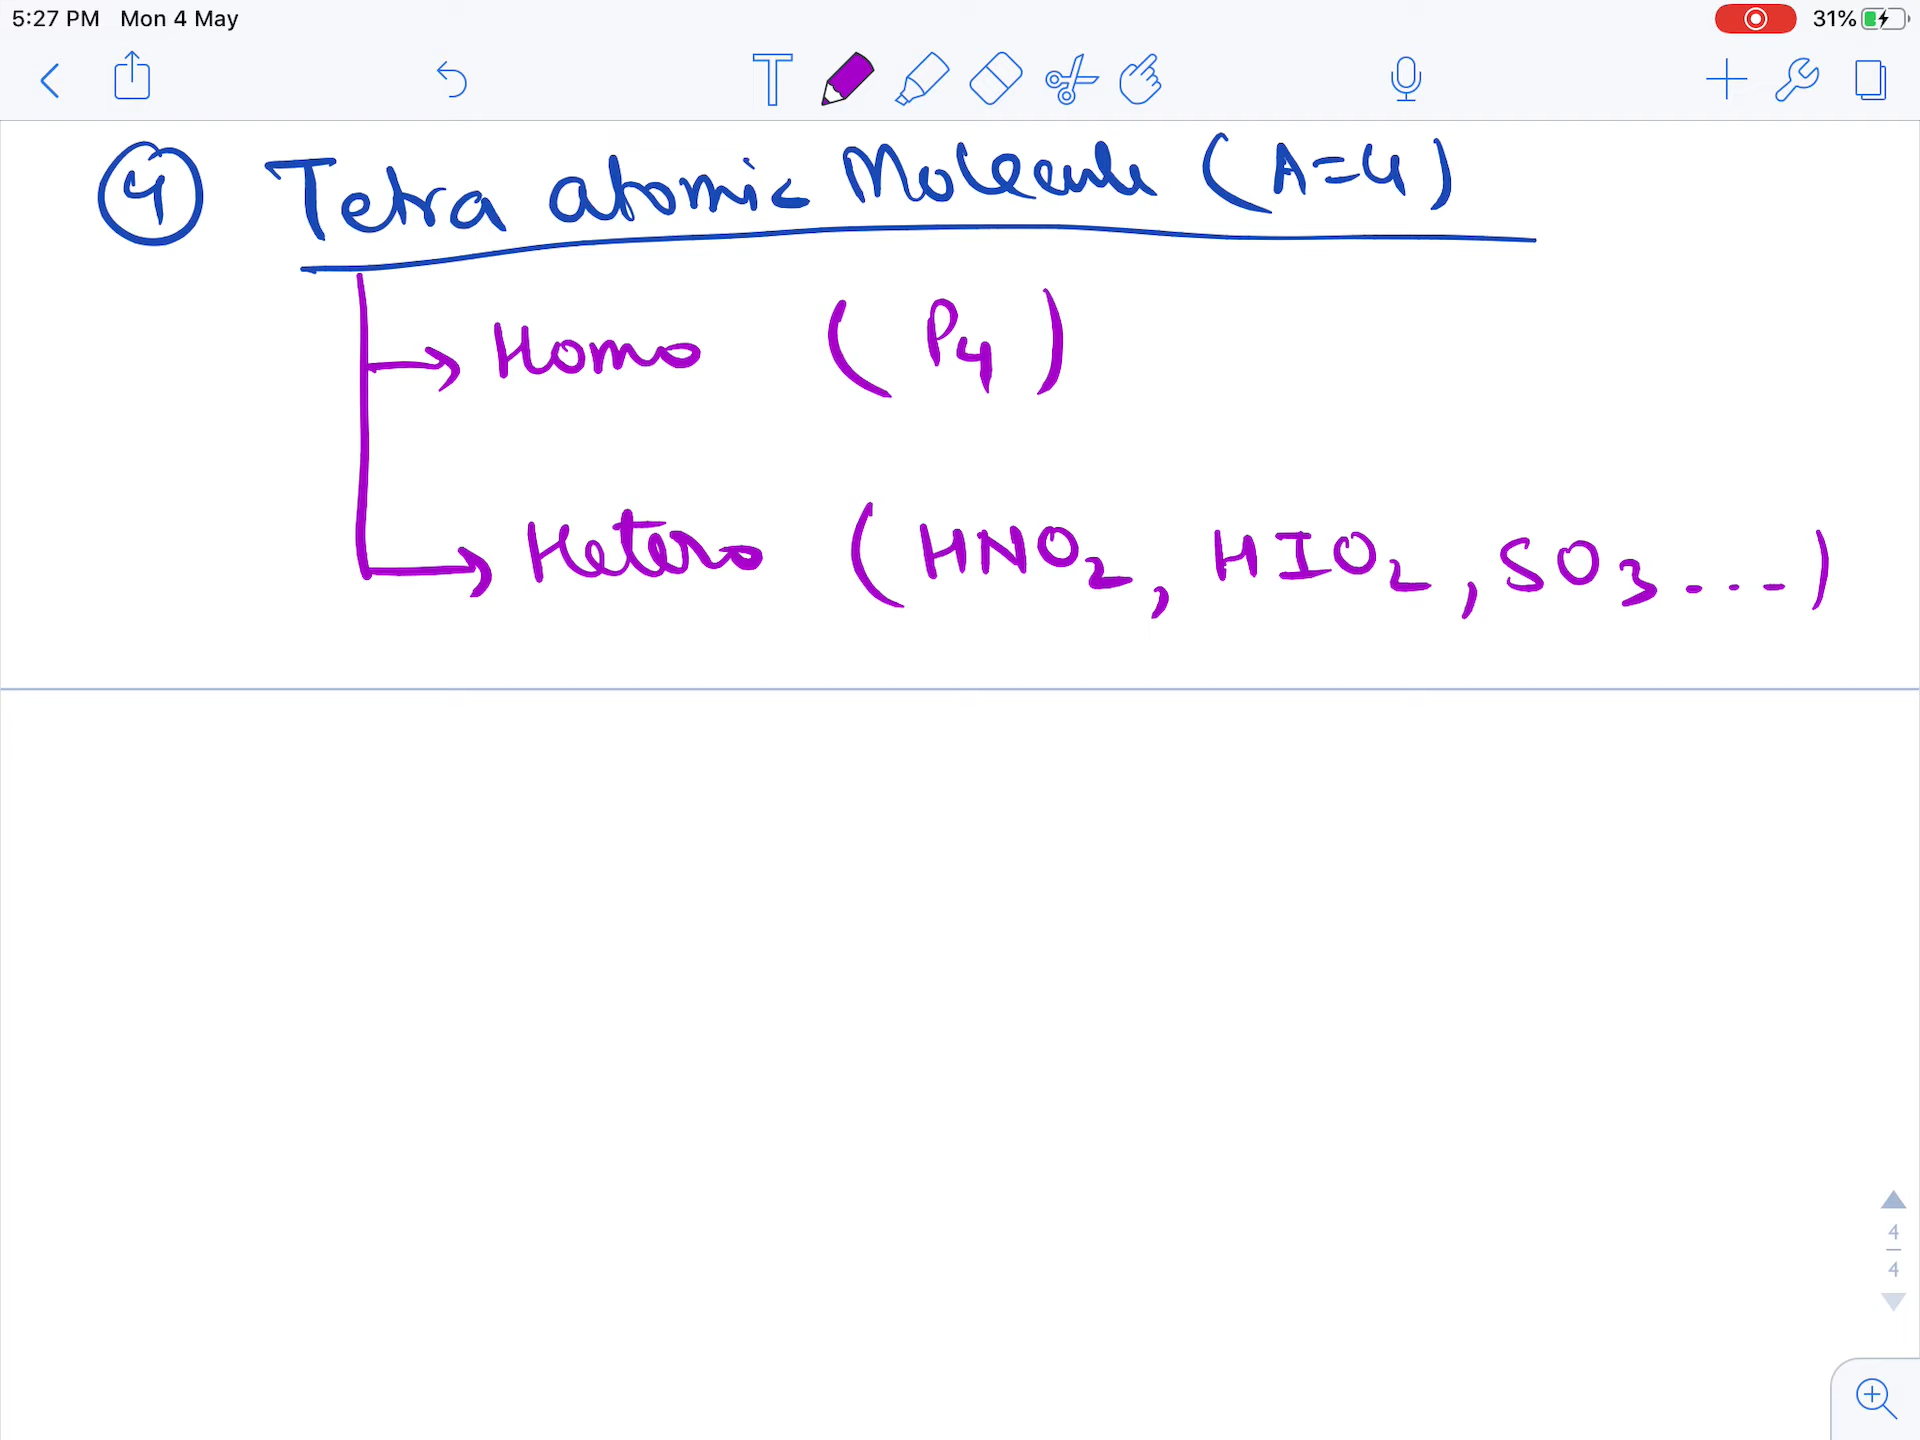 5:27 PM Mon 4 May 31%
T
④ Tetra atomic Molecule (A=4)
Homo (P₄)
Hetero (HNO₂, HIO₂, SO₃ ----)
4
4